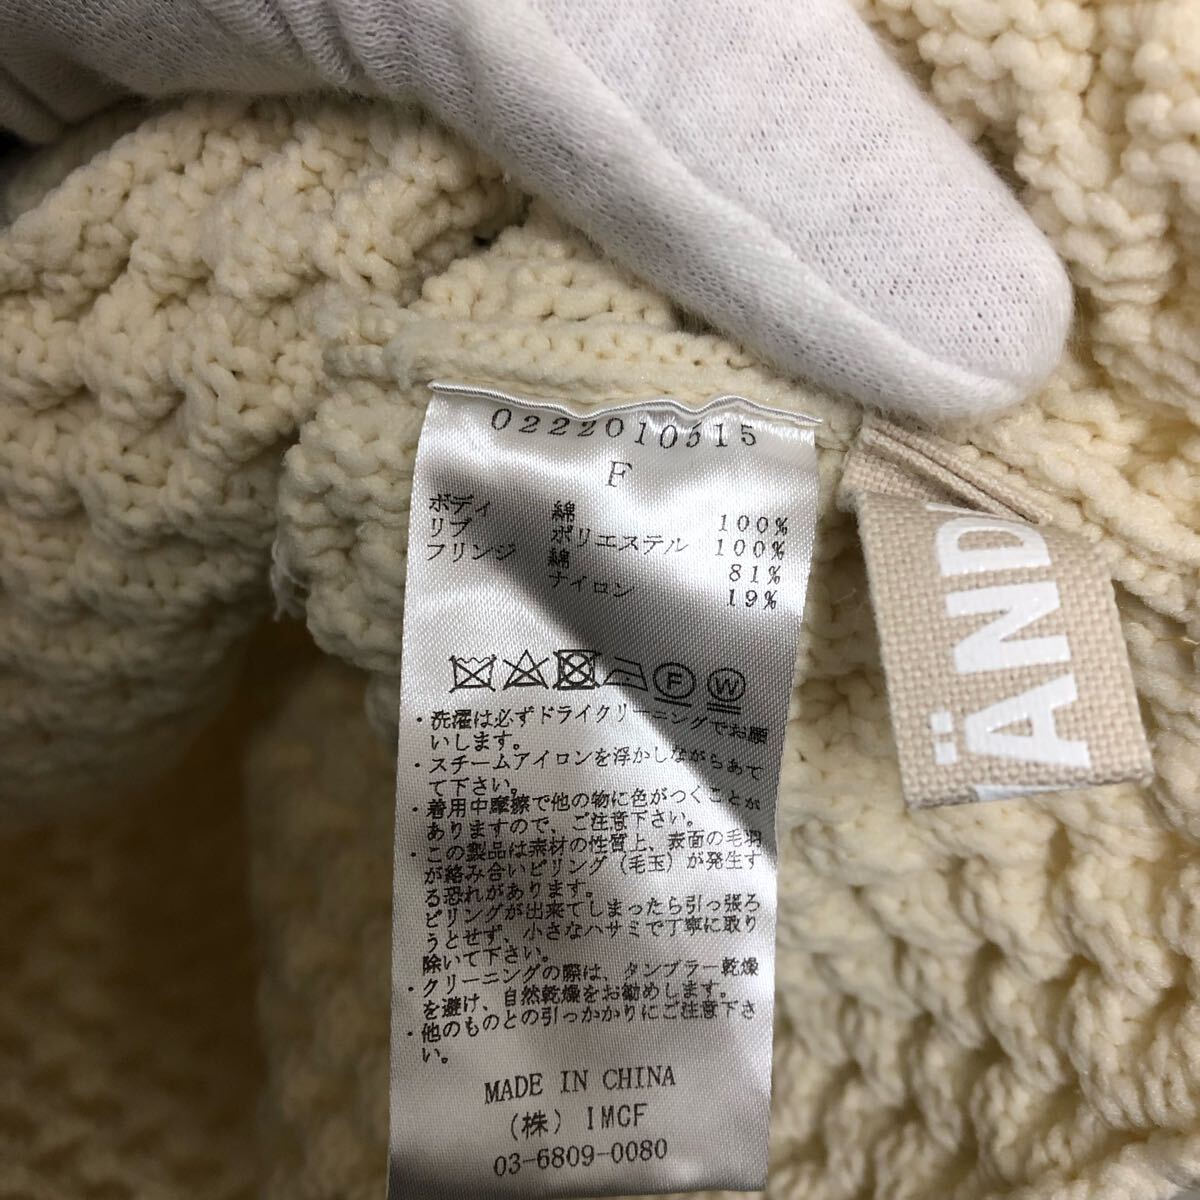 0222010515
F
ボディ 綿 100%
リブ ポリエステル 100%
フリンジ 綿 81%
ナイロン 19%
F W
・洗濯は必ずドライクリーニングでお願
いします。
・スチームアイロンを浮かしながらあて
て下さい。
・着用中摩擦で他の物に色がつくことが
ありますので、ご注意下さい。
・この製品は素材の性質上、表面の毛羽
が絡み合いピリング（毛玉）が発生す
る恐れがあります。
ピリングが出来てしまったら引っ張ろ
うとせず、小さなハサミで丁寧に取り
除いて下さい。
・クリーニングの際は、タンブラー乾燥
を避け、自然乾燥をお勧めします。
・他のものとの引っかかりにご注意下さ
い。
MADE IN CHINA
（株）IMCF
03-6809-0080
ÄND